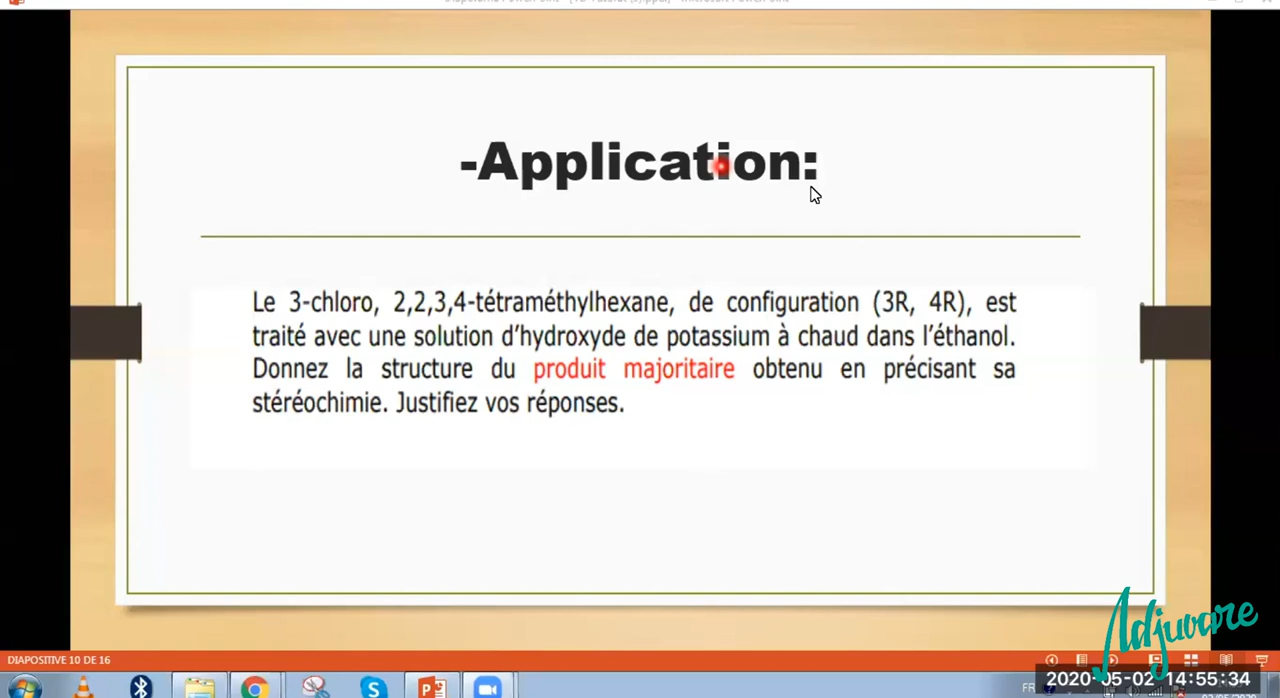 -Application:
Le 3-chloro, 2,2,3,4-tétraméthylhexane, de configuration (3R, 4R), est
traité avec une solution d'hydroxyde de potassium à chaud dans l'éthanol.
Donnez la structure du produit majoritaire obtenu en précisant sa
stéréochimie. Justifiez vos réponses.
Adjuvare
DIAPOSITIVE 10 DE 16
FR
2020-05-02 14:55:34